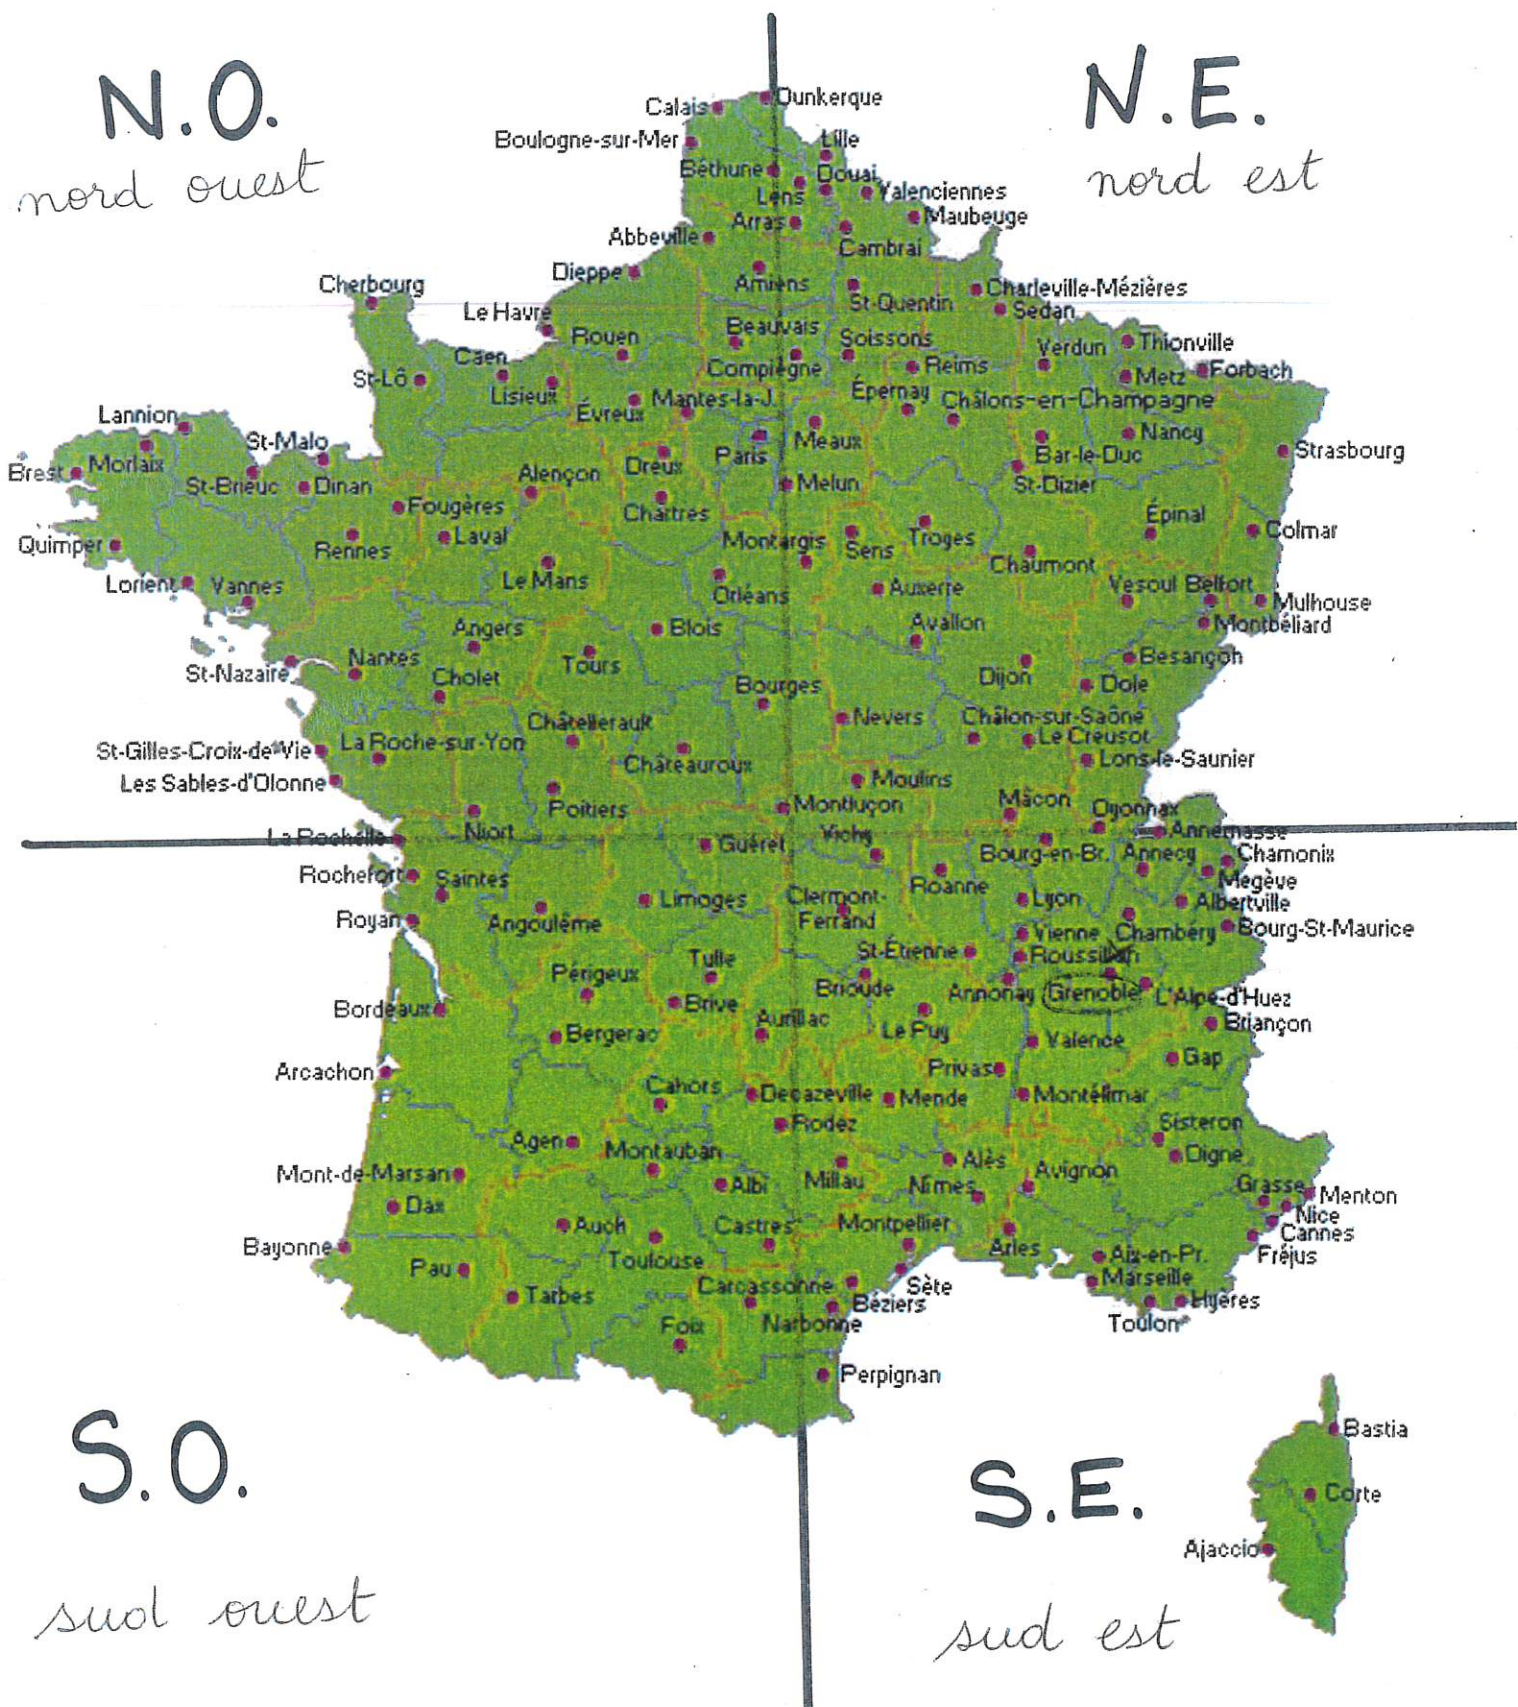 N.O.
nord ouest
N.E.
nord est
Calais
Dunkerque
Boulogne-sur-Mer
Lille
Béthune
Douai
Lens
Valenciennes
Arras
Maubeuge
Abbeville
Cambrai
Dieppe
Amiens
Cherbourg
St-Quentin
Charleville-Mézières
Sedan
Le Havre
Rouen
Beauvais
Soissons
Verdun
Thionville
Caen
Compiègne
Reims
Forbach
St-Lô
Lisieux
Épernay
Metz
Évreux
Mantes-la-J.
Châlons-en-Champagne
Lannion
St-Malo
Meaux
Nancy
Brest
Morlaix
Dreux
Paris
Bar-le-Duc
Strasbourg
St-Brieuc
Dinan
Alençon
Melun
St-Dizier
Fougères
Chartres
Épinal
Quimper
Rennes
Laval
Montargis
Sens
Troges
Colmar
Le Mans
Chaumont
Lorient
Vannes
Orléans
Auxerre
Vesoul
Belfort
Mulhouse
Angers
Blois
Avallon
Montbéliard
St-Nazaire
Nantes
Tours
Dijon
Besançon
Cholet
Bourges
Dole
Châtellerault
Nevers
Châlon-sur-Saône
St-Gilles-Croix-de-Vie
La Roche-sur-Yon
Le Creusot
Châteauroux
Lons-le-Saunier
Les Sables-d'Olonne
Moulins
Poitiers
Montluçon
Mâcon
Oyonnax
La Rochelle
Niort
Guéret
Vichy
Annemasse
Bourg-en-Br.
Annecy
Chamonix
Rochefort
Saintes
Roanne
Megève
Limoges
Clermont-
Ferrand
Lyon
Albertville
Royan
Angoulême
Vienne
Chambéry
Bourg-St-Maurice
St-Étienne
Roussillon
Périgeux
Tulle
Brioude
Annonay
Grenoble
L'Alpe-d'Huez
Bordeaux
Brive
Aurillac
Le Puy
Briançon
Bergerac
Valence
Gap
Arcachon
Privas
Cahors
Decazeville
Mende
Montélimar
Rodez
Sisteron
Agen
Montauban
Digne
Mont-de-Marsan
Albi
Millau
Alès
Avignon
Nîmes
Grasse
Menton
Dax
Nice
Auch
Castres
Montpellier
Cannes
Bayonne
Toulouse
Arles
Aix-en-Pr.
Fréjus
Pau
Carcassonne
Sète
Marseille
Tarbes
Béziers
Hyères
Foix
Narbonne
Toulon
Perpignan
S.O.
sud ouest
S.E.
sud est
Bastia
Corte
Ajaccio